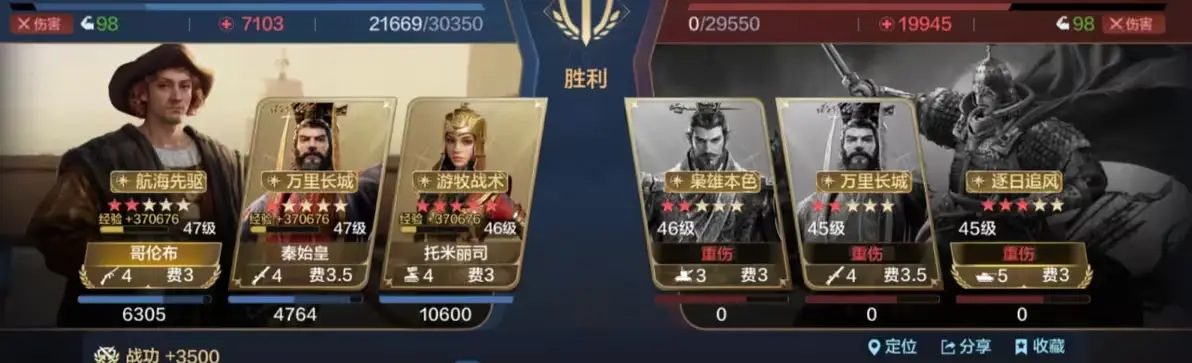 伤害 98 7103 21669/30350
胜利
0/29550 19945 98 伤害
航海先驱 万里长城 游牧战术 枭雄本色 万里长城 逐日追风
经验 +370676 经验 +370676 经验 +370676
47级 47级 46级 46级 45级 45级
哥伦布 秦始皇 托米丽司 重伤 重伤 重伤
4 费3 4 费3.5 4 费3 3 费3 4 费3.5 5 费3
6305 4764 10600 0 0 0
战功 +3500 定位 分享 收藏